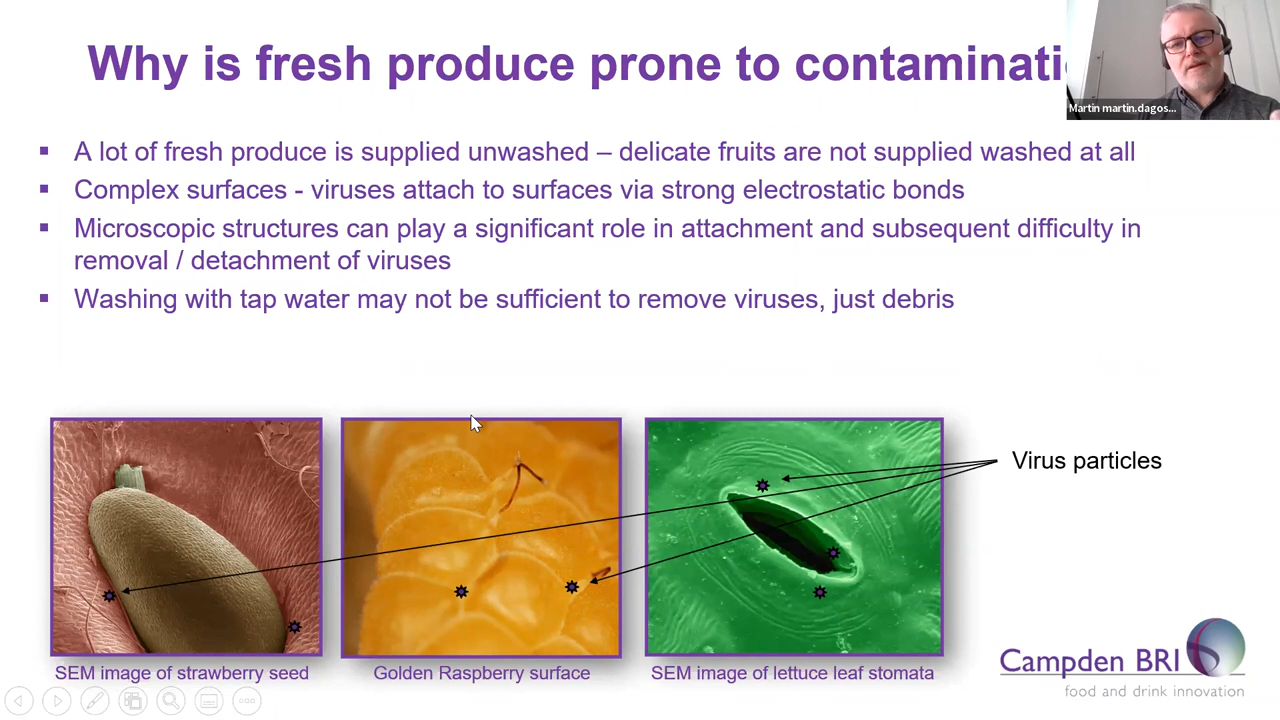 Why is fresh produce prone to contaminati
Martin martin.dagos...
▪ A lot of fresh produce is supplied unwashed – delicate fruits are not supplied washed at all
▪ Complex surfaces - viruses attach to surfaces via strong electrostatic bonds
▪ Microscopic structures can play a significant role in attachment and subsequent difficulty in
removal / detachment of viruses
▪ Washing with tap water may not be sufficient to remove viruses, just debris
Virus particles
SEM image of strawberry seed
Golden Raspberry surface
SEM image of lettuce leaf stomata
Campden BRI
food and drink innovation